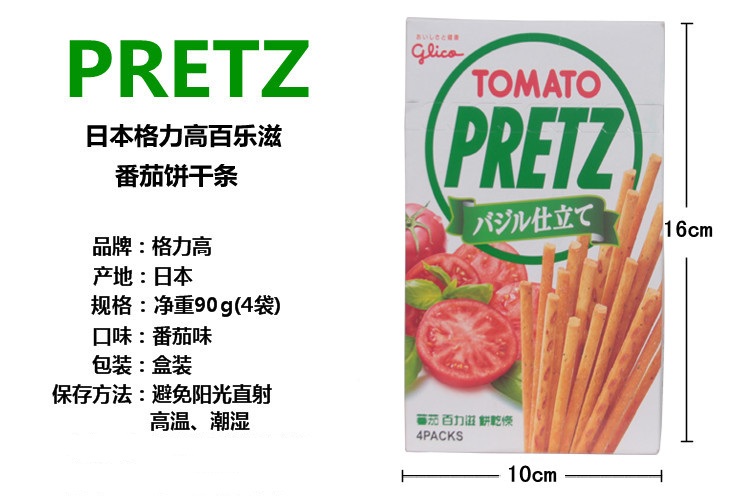 PRETZ
日本格力高百乐滋
番茄饼干条
品牌：格力高
产地：日本
规格：净重90g(4袋)
口味：番茄味
包装：盒装
保存方法：避免阳光直射
高温、潮湿
おいしさと健康
Glico
TOMATO
PRETZ
バジル仕立て
蕃茄 百力滋 餅乾條
4PACKS
16cm
10cm